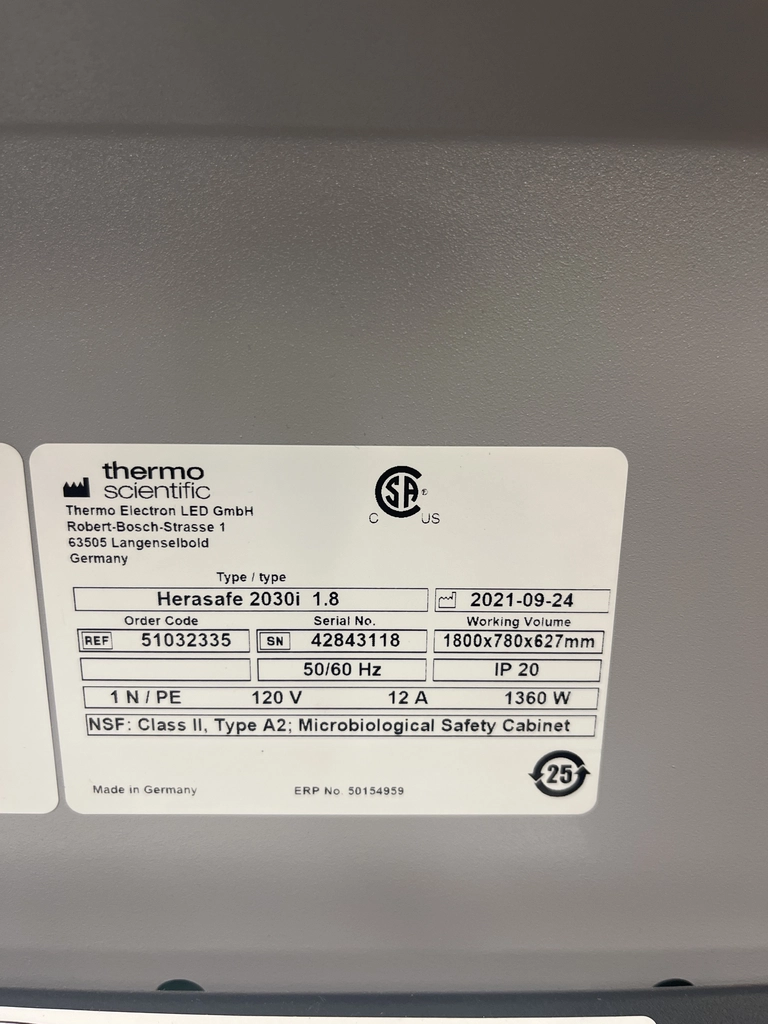 thermo
scientific
Thermo Electron LED GmbH
Robert-Bosch-Strasse 1
63505 Langenselbold
Germany
CSA ®
C US
Type / type
Herasafe 2030i 1.8 2021-09-24
Order Code Serial No. Working Volume
REF 51032335 SN 42843118 1800x780x627mm
50/60 Hz IP 20
1 N / PE 120 V 12 A 1360 W
NSF: Class II, Type A2; Microbiological Safety Cabinet
25
Made in Germany ERP No. 50154959